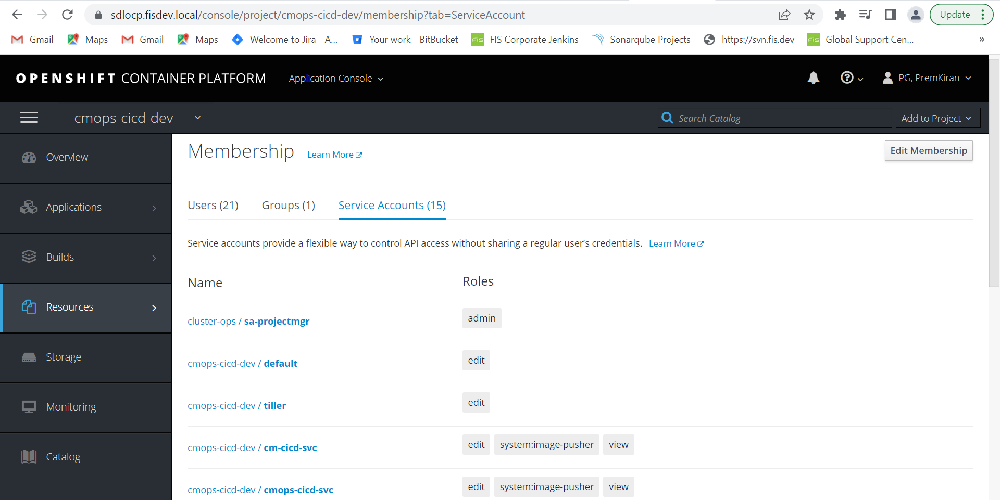 sdlocp.fisdev.local/console/project/cmops-cicd-dev/membership?tab=ServiceAccount
Update
Gmail
Maps
Gmail
Maps
Welcome to Jira - A...
Your work - BitBucket
FIS FIS Corporate Jenkins
Sonarqube Projects
https://svn.fis.dev
FIS Global Support Cen...
»
OPENSHIFT CONTAINER PLATFORM
Application Console
PG, PremKiran
cmops-cicd-dev
Search Catalog
Add to Project
Overview
Applications
Builds
Resources
Storage
Monitoring
Catalog
Membership
Learn More
Edit Membership
Users (21)
Groups (1)
Service Accounts (15)
Service accounts provide a flexible way to control API access without sharing a regular user’s credentials. Learn More
Name
Roles
cluster-ops / sa-projectmgr
admin
cmops-cicd-dev / default
edit
cmops-cicd-dev / tiller
edit
cmops-cicd-dev / cm-cicd-svc
edit system:image-pusher view
cmops-cicd-dev / cmops-cicd-svc
edit system:image-pusher view